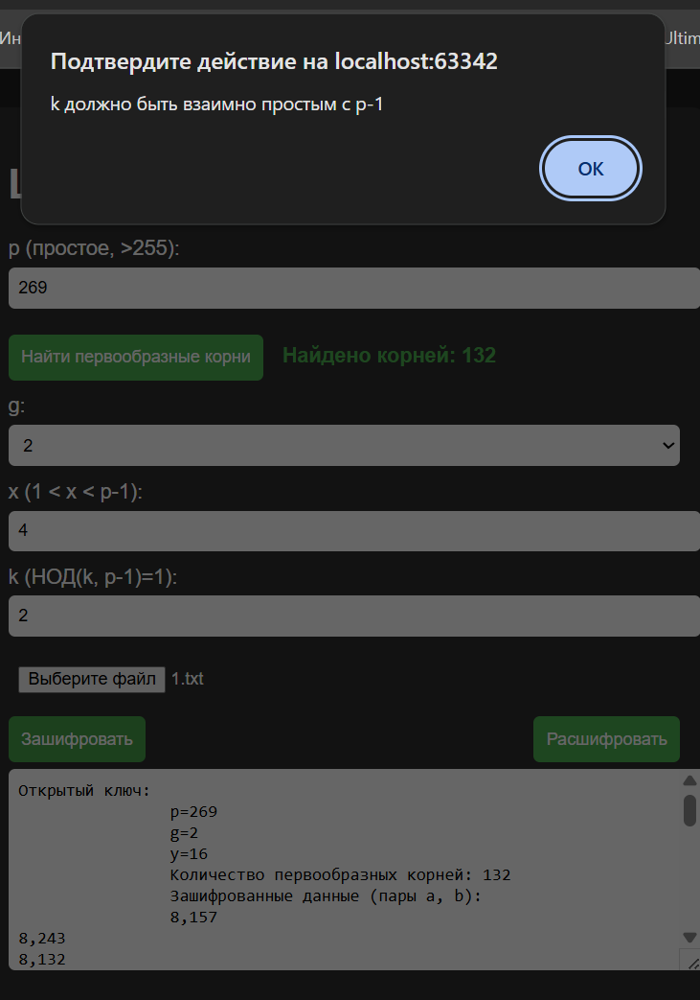 Ин
Ultim
Подтвердите действие на localhost:63342
k должно быть взаимно простым с p-1
ОК
p (простое, >255):
269
Найти первообразные корни
Найдено корней: 132
g:
2
x (1 < x < p-1):
4
k (НОД(k, p-1)=1):
2
Выберите файл 1.txt
Зашифровать
Расшифровать
Открытый ключ:
p=269
g=2
y=16
Количество первообразных корней: 132
Зашифрованные данные (пары a, b):
8,157
8,243
8,132